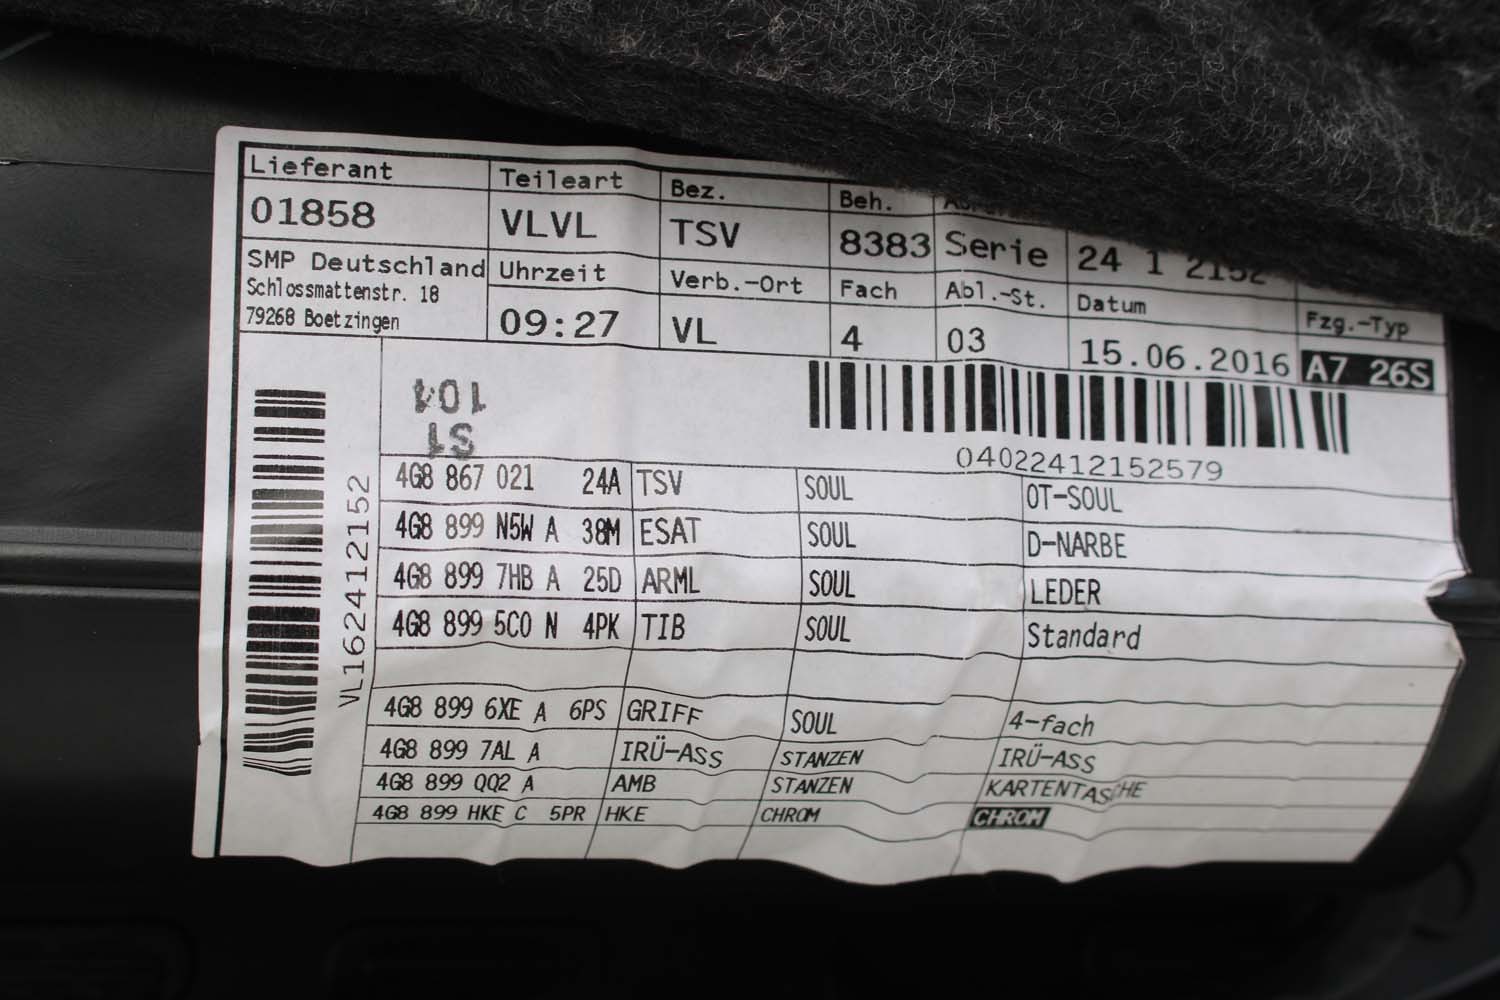 Lieferant Teileart Bez. Beh.
01858 VLVL TSV 8383 Serie 24 1 2152
SMP Deutschland Uhrzeit Verb.-Ort Fach Abl.-St. Datum Fzg.-Typ
Schlossmattenstr. 18
79268 Boetzingen 09:27 VL 4 03 15.06.2016 A7 26S
104
S1
04022412152579
VL162412152
4G8 867 021 24A TSV SOUL OT-SOUL
4G8 899 N5W A 38M ESAT SOUL D-NARBE
4G8 899 7HB A 25D ARML SOUL LEDER
4G8 899 5C0 N 4PK TIB SOUL Standard
4G8 899 6XE A 6PS GRIFF SOUL 4-fach
4G8 899 7AL A IRÜ-ASS STANZEN IRÜ-ASS
4G8 899 QQ2 A AMB STANZEN KARTENTASCHE
4G8 899 HKE C 5PR HKE CHROM CHROM